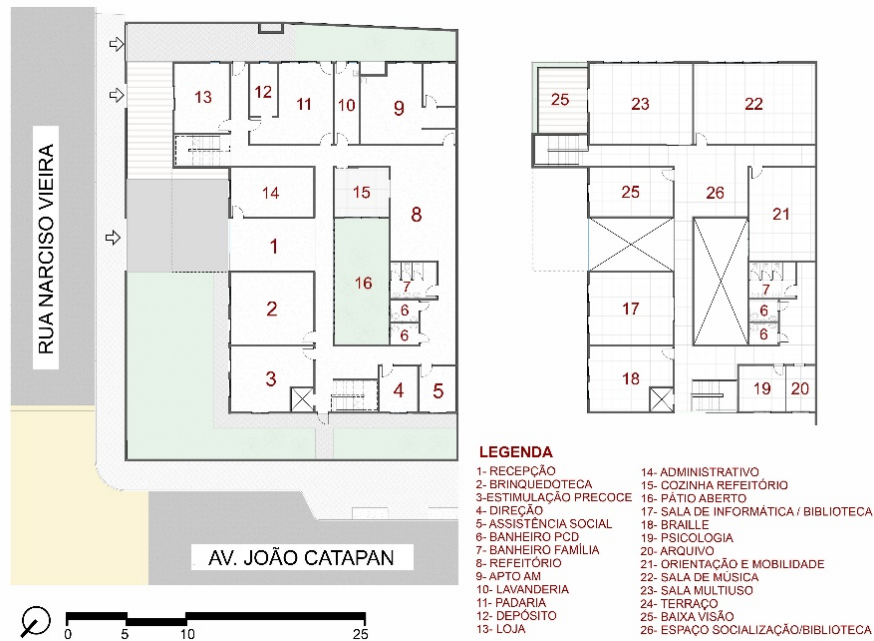 13
12
11
10
9
14
15
8
1
16
7
2
6
6
3
4
5
25
23
22
25
26
21
7
17
6
6
18
19
20
RUA NARCISO VIEIRA
AV. JOÃO CATAPAN
0 5 10 25
LEGENDA
1- RECEPÇÃO
2- BRINQUEDOTECA
3-ESTIMULAÇÃO PRECOCE
4- DIREÇÃO
5- ASSISTÊNCIA SOCIAL
6- BANHEIRO PCD
7- BANHEIRO FAMÍLIA
8- REFEITÓRIO
9- APTO AM
10- LAVANDERIA
11- PADARIA
12- DEPÓSITO
13- LOJA
14- ADMINISTRATIVO
15- COZINHA REFEITÓRIO
16- PÁTIO ABERTO
17- SALA DE INFORMÁTICA / BIBLIOTECA
18- BRAILLE
19- PSICOLOGIA
20- ARQUIVO
21- ORIENTAÇÃO E MOBILIDADE
22- SALA DE MÚSICA
23- SALA MULTIUSO
24- TERRAÇO
25- BAIXA VISÃO
26- ESPAÇO SOCIALIZAÇÃO/BIBLIOTECA